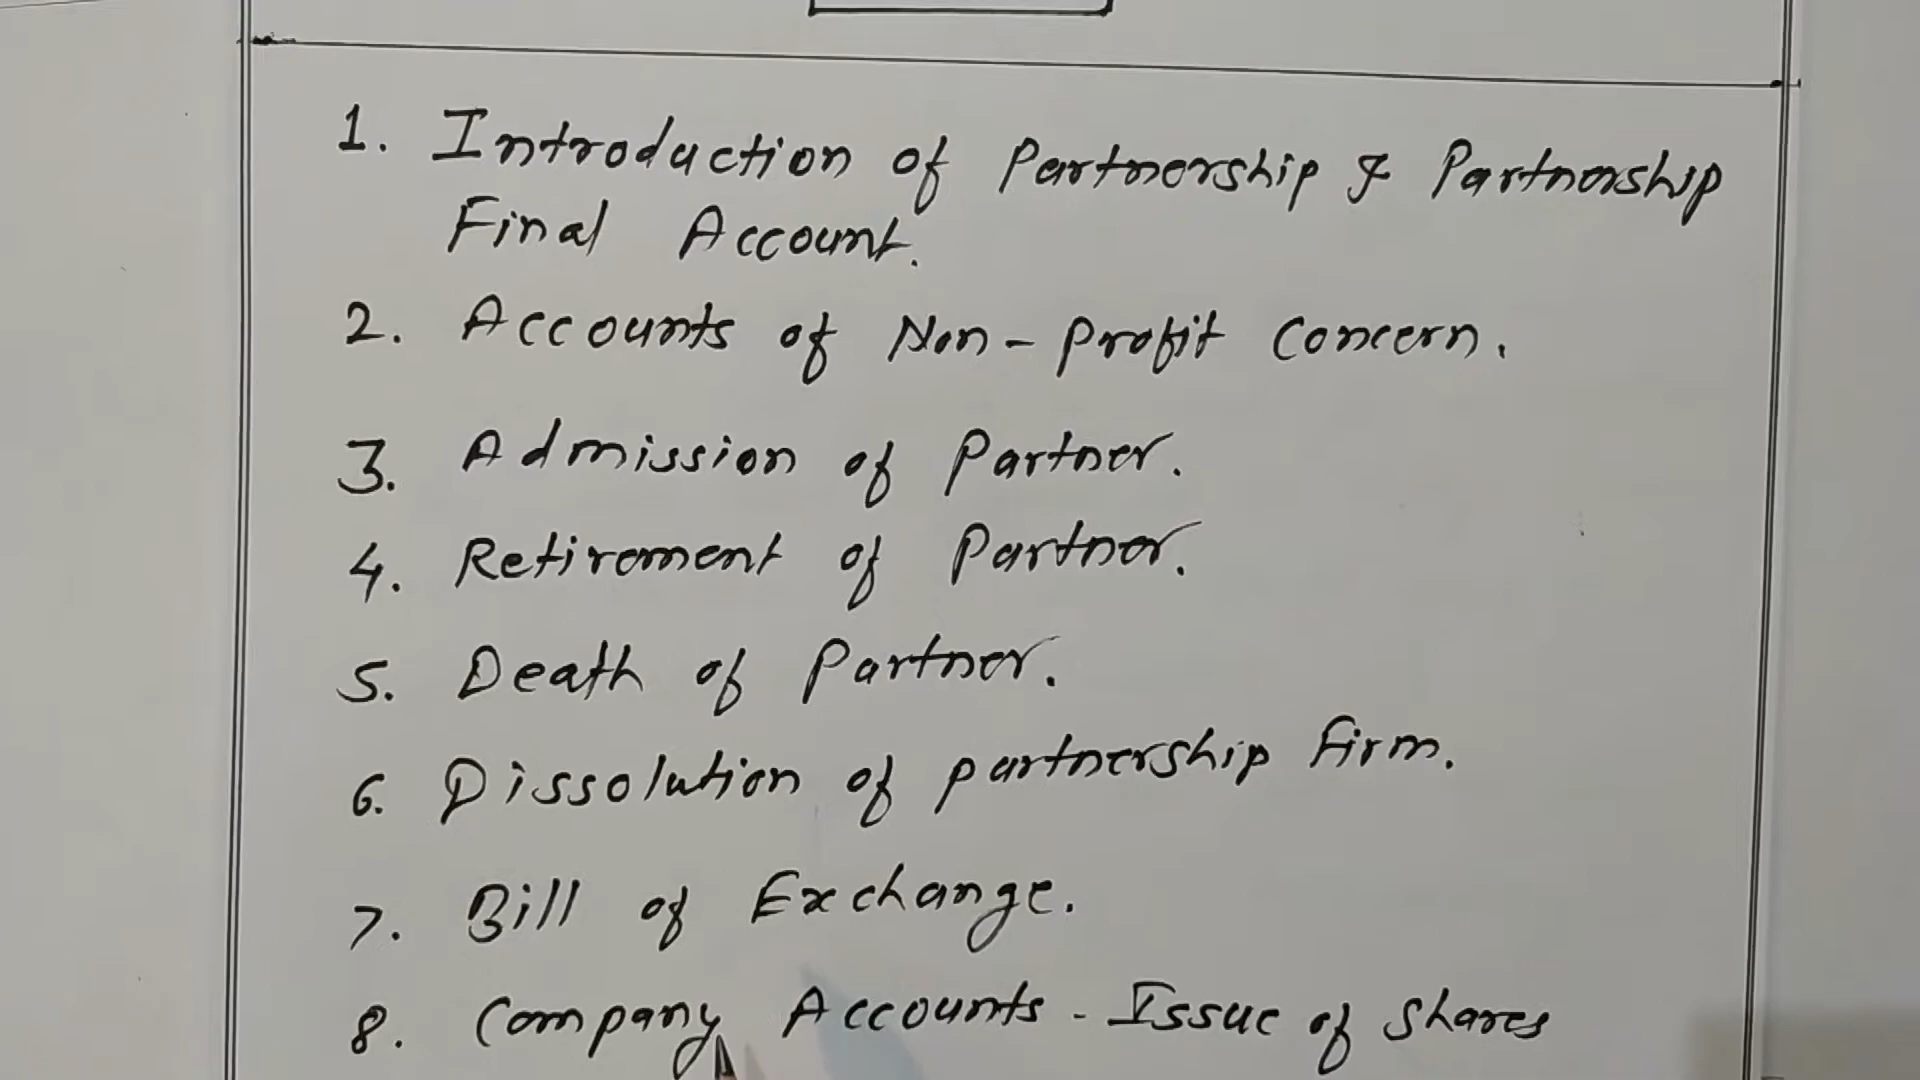 1. Introduction of Partnership & Partnership
Final Account.
2. Accounts of Non-Profit Concern.
3. Admission of Partner.
4. Retirement of Partner.
5. Death of Partner.
6. Dissolution of partnership firm.
7. Bill of Exchange.
8. Company Accounts - Issue of Shares